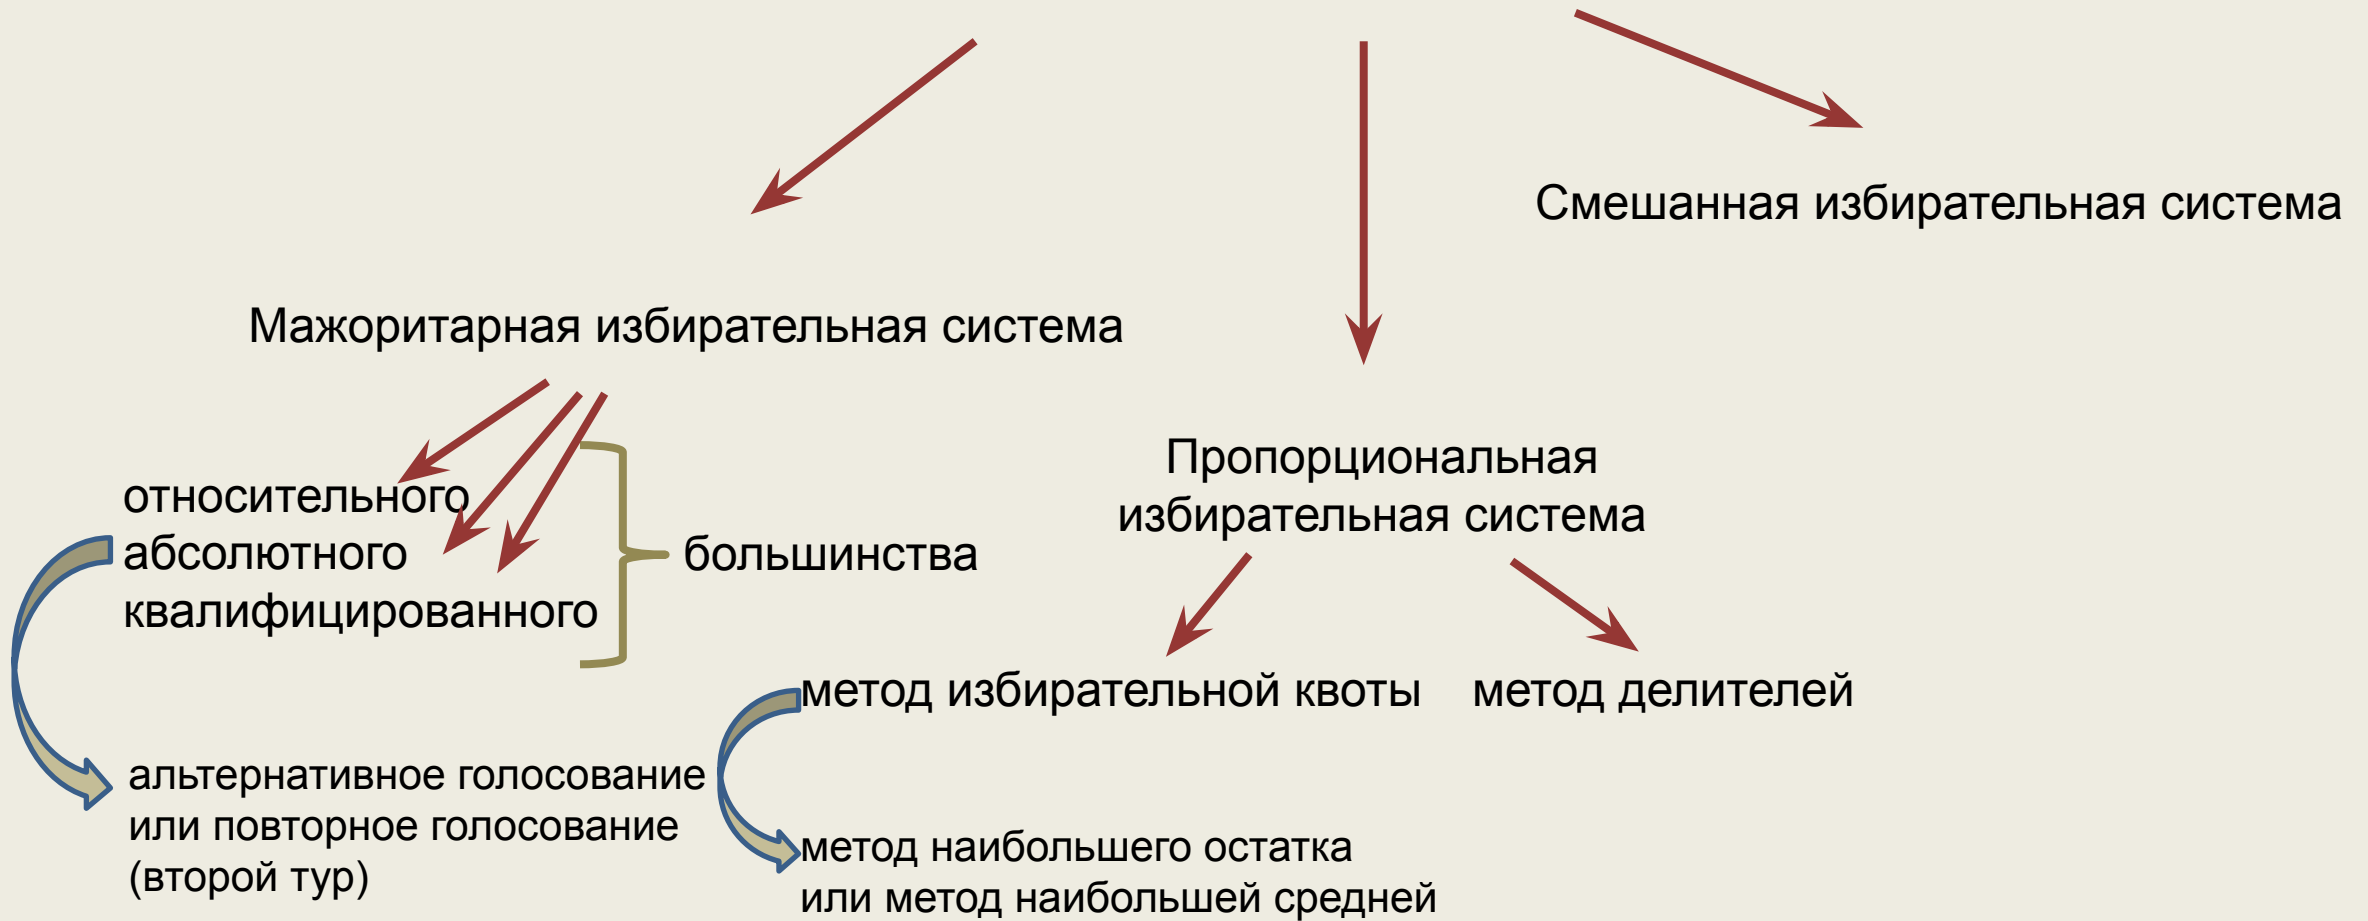 Смешанная избирательная система
Мажоритарная избирательная система
относительного
абсолютного
квалифицированного
большинства
Пропорциональная
избирательная система
метод избирательной квоты
метод делителей
альтернативное голосование
или повторное голосование
(второй тур)
метод наибольшего остатка
или метод наибольшей средней